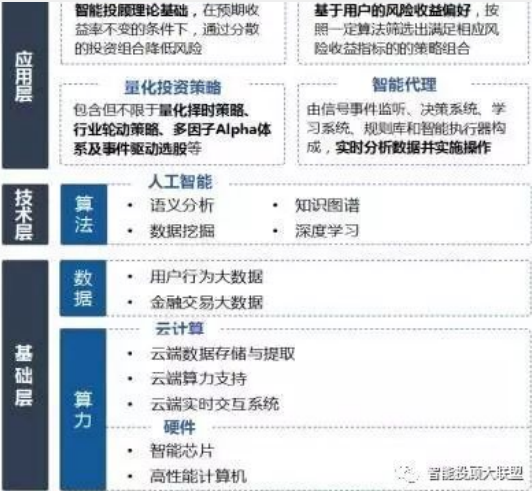 应用层
智能投顾理论基础，在预期收
益率不变的条件下，通过分散
的投资组合降低风险
基于用户的风险收益偏好，按
照一定算法筛选出满足相应风
险收益指标的的策略组合
量化投资策略
包含但不限于量化择时策略、
行业轮动策略、多因子Alpha体
系及事件驱动选股等
智能代理
由信号事件监听、决策系统、学
习系统、规则库和智能执行器构
成，实时分析数据并实施操作
技术层
算法
人工智能
• 语义分析
• 知识图谱
• 数据挖掘
• 深度学习
基础层
数据
• 用户行为大数据
• 金融交易大数据
算力
云计算
• 云端数据存储与提取
• 云端算力支持
• 云端实时交互系统
硬件
• 智能芯片
• 高性能计算机
智能投顾大联盟